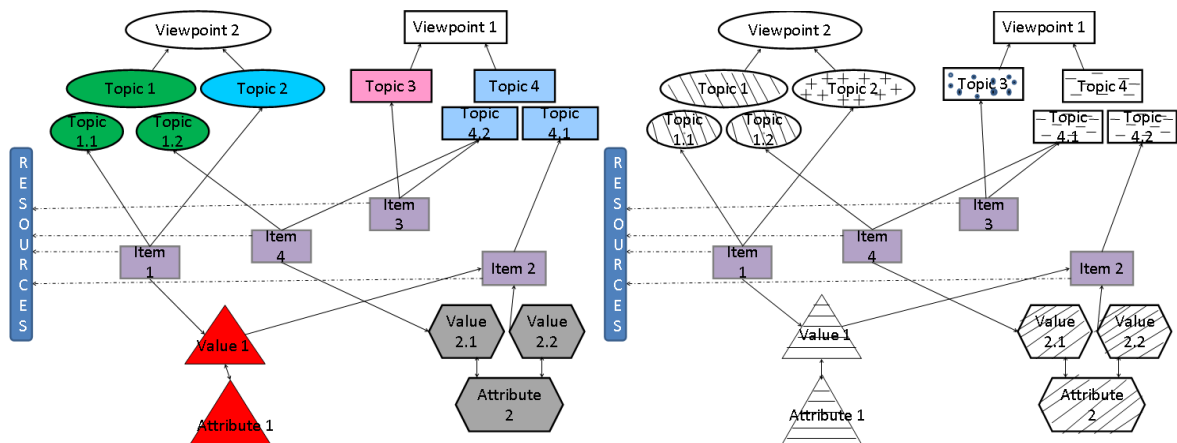 Viewpoint 2
Viewpoint 1
Topic 1
Topic 2
Topic 3
Topic 4
Topic
1.1
Topic
1.2
Topic
4.2
Topic
4.1
R
E
S
O
U
R
C
E
S
Item
3
Item
4
Item
1
Item 2
Value 1
Value
2.1
Value
2.2
Attribute 1
Attribute
2
Viewpoint 2
Viewpoint 1
Topic 1
Topic 2
Topic
3
Topic 4
Topic
1.1
Topic
1.2
Topic
4.1
Topic
4.2
R
E
S
O
U
R
C
E
S
Item
3
Item
4
Item
1
Item 2
Value 1
Value
2.1
Value
2.2
Attribute 1
Attribute
2